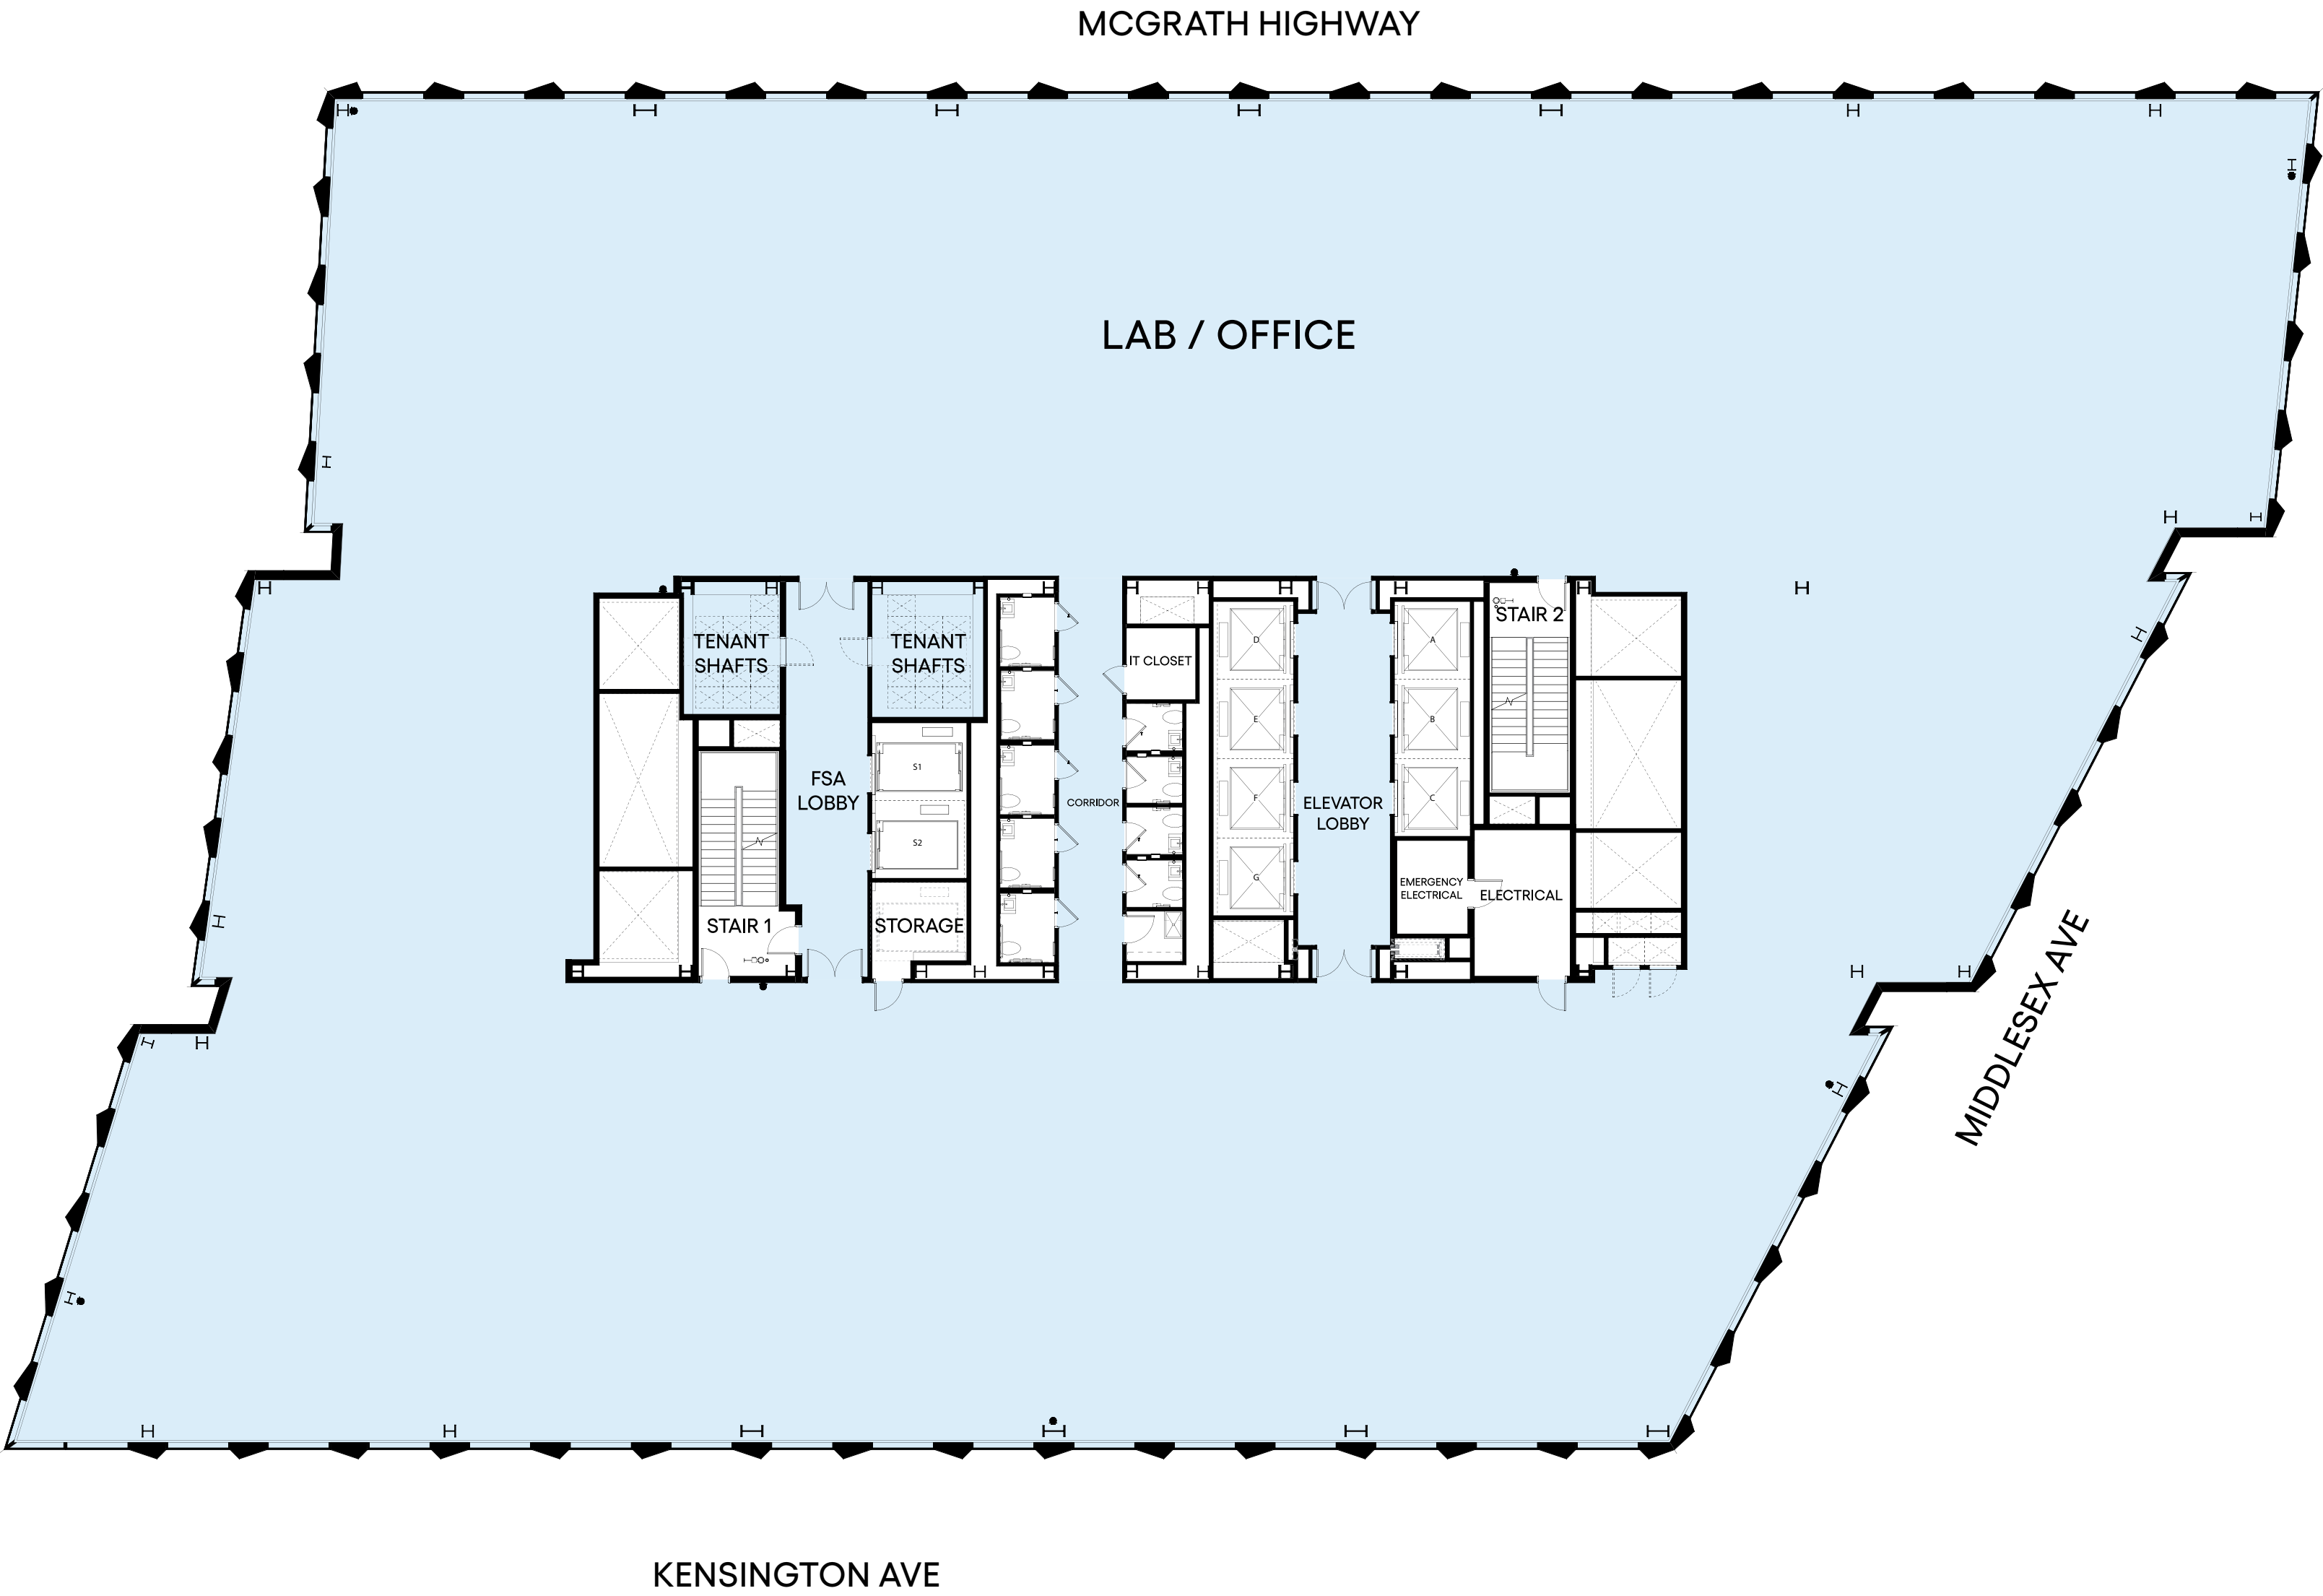 MCGRATH HIGHWAY
LAB / OFFICE
TENANT
SHAFTS
TENANT
SHAFTS
STAIR 2
IT CLOSET
D
A
E
B
F
C
G
S1
S2
FSA
LOBBY
CORRIDOR
ELEVATOR
LOBBY
EMERGENCY
ELECTRICAL
ELECTRICAL
STAIR 1
STORAGE
MIDDLESEX AVE
KENSINGTON AVE